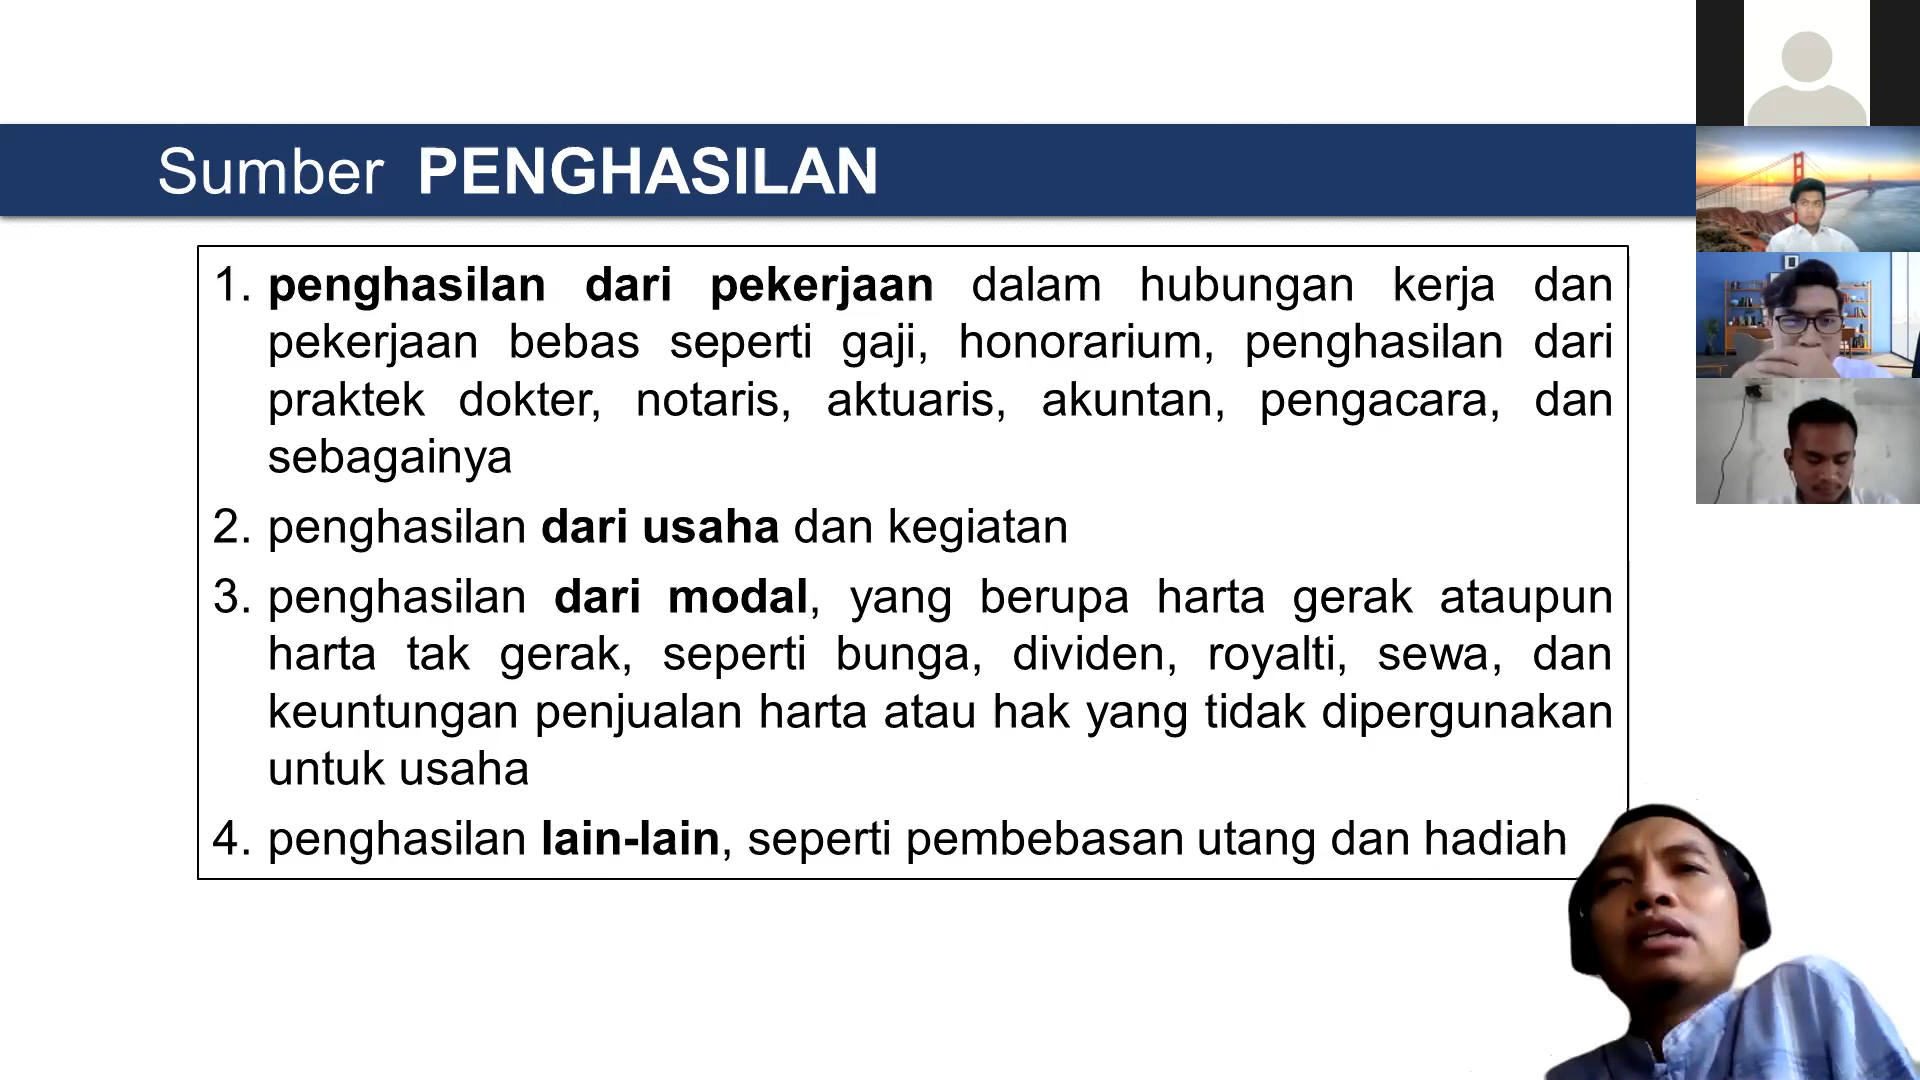 Sumber PENGHASILAN
1. penghasilan dari pekerjaan dalam hubungan kerja dan
pekerjaan bebas seperti gaji, honorarium, penghasilan dari
praktek dokter, notaris, aktuaris, akuntan, pengacara, dan
sebagainya
2. penghasilan dari usaha dan kegiatan
3. penghasilan dari modal, yang berupa harta gerak ataupun
harta tak gerak, seperti bunga, dividen, royalti, sewa, dan
keuntungan penjualan harta atau hak yang tidak dipergunakan
untuk usaha
4. penghasilan lain-lain, seperti pembebasan utang dan hadiah